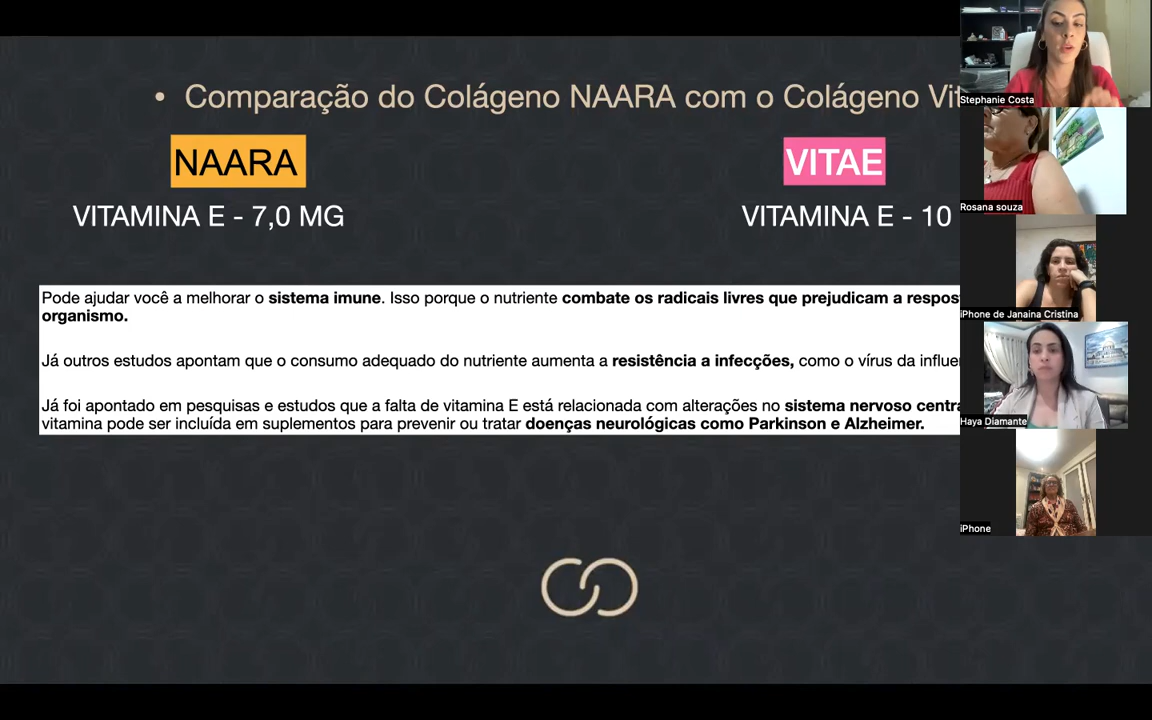 • Comparação do Colágeno NAARA com o Colágeno
NAARA
VITAE
VITAMINA E - 7,0 MG
VITAMINA E - 10
Pode ajudar você a melhorar o sistema imune. Isso porque o nutriente combate os radicais livres que prejudicam a
organismo.
Já outros estudos apontam que o consumo adequado do nutriente aumenta a resistência a infecções, como o vírus da
Já foi apontado em pesquisas e estudos que a falta de vitamina E está relacionada com alterações no sistema nervoso
vitamina pode ser incluída em suplementos para prevenir ou tratar doenças neurológicas como Parkinson e Alzheimer.
Stephanie Costa
Rosana souza
iPhone de Janaina Cristina
Haya Diamante
iPhone